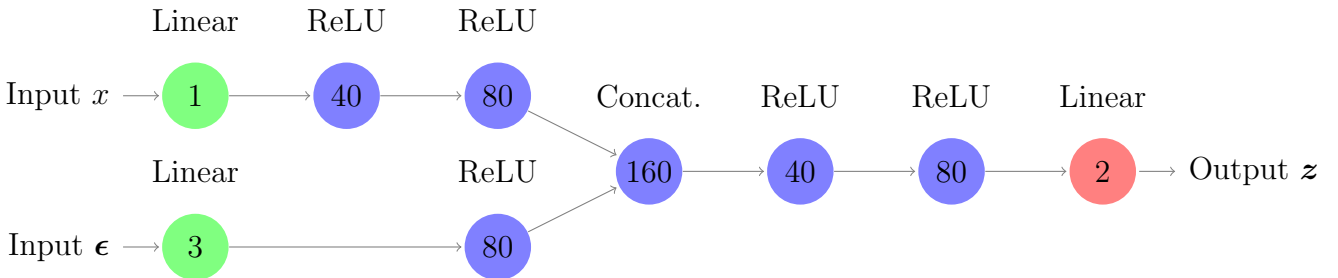 Linear ReLU ReLU
Input x 1 40 80
Concat. ReLU ReLU Linear
160 40 80 2 Output z
Linear ReLU
Input ϵ 3 80